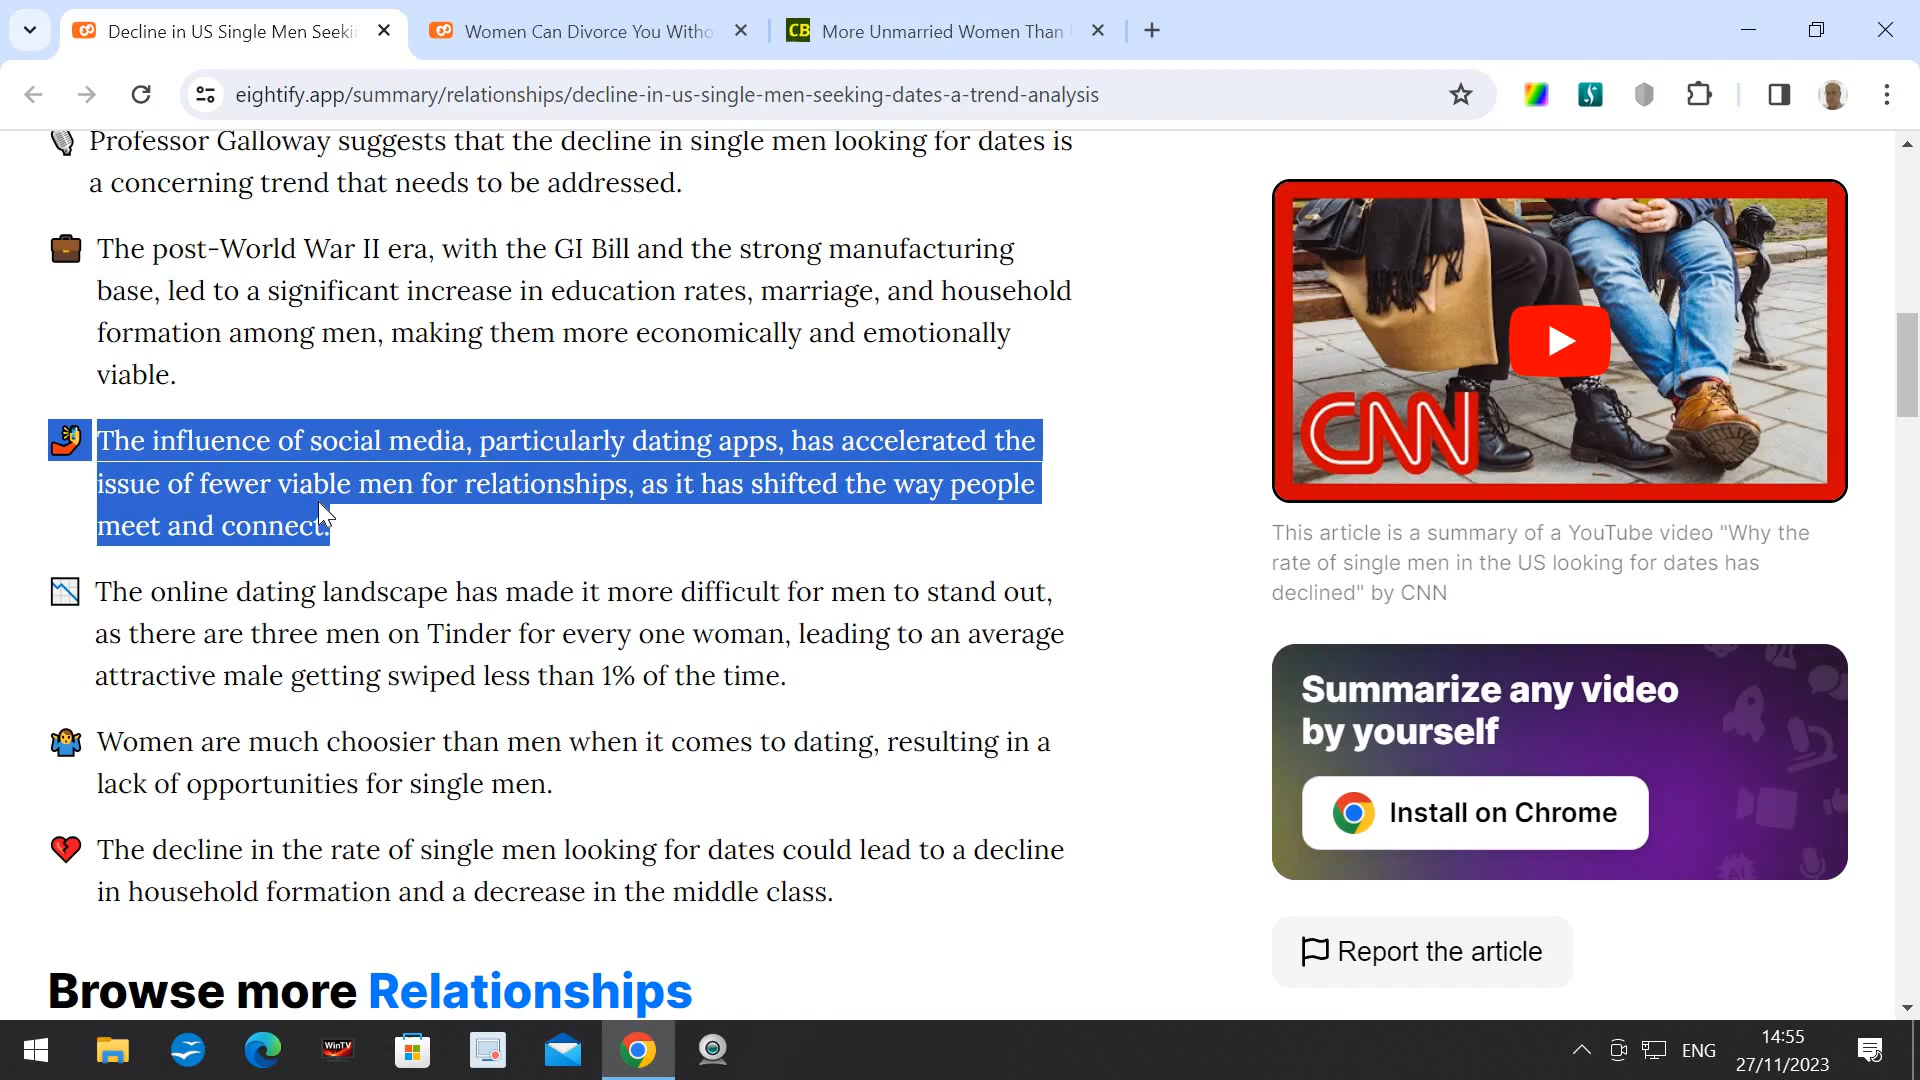 Decline in US Single Men Seeki
Women Can Divorce You Witho
CB
More Unmarried Women Than
eightify.app/summary/relationships/decline-in-us-single-men-seeking-dates-a-trend-analysis
Professor Galloway suggests that the decline in single men looking for dates is
a concerning trend that needs to be addressed.
The post-World War II era, with the GI Bill and the strong manufacturing
base, led to a significant increase in education rates, marriage, and household
formation among men, making them more economically and emotionally
viable.
The influence of social media, particularly dating apps, has accelerated the
issue of fewer viable men for relationships, as it has shifted the way people
meet and connect.
The online dating landscape has made it more difficult for men to stand out,
as there are three men on Tinder for every one woman, leading to an average
attractive male getting swiped less than 1% of the time.
Women are much choosier than men when it comes to dating, resulting in a
lack of opportunities for single men.
The decline in the rate of single men looking for dates could lead to a decline
in household formation and a decrease in the middle class.
Browse more Relationships
CNN
This article is a summary of a YouTube video "Why the
rate of single men in the US looking for dates has
declined" by CNN
Summarize any video
by yourself
Install on Chrome
Report the article
WinTV
ENG
14:55
27/11/2023